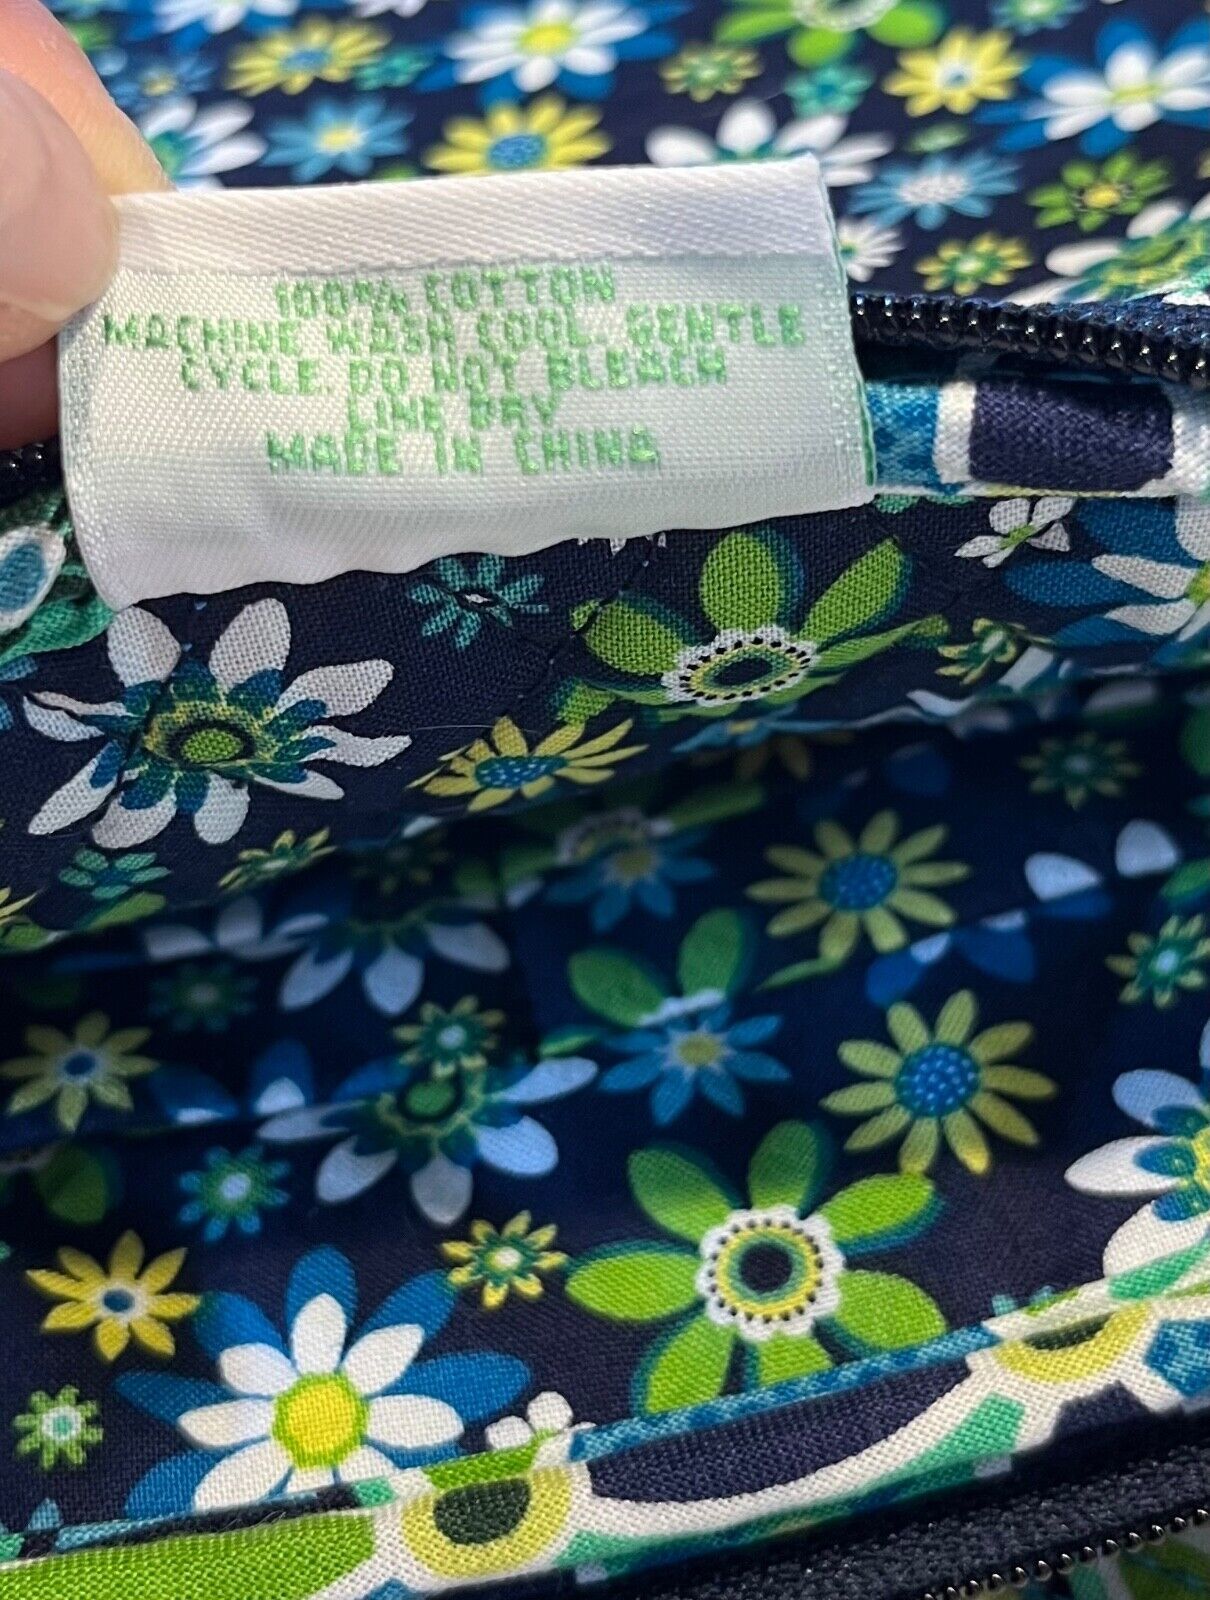 100% COTTON
MACHINE WASH COOL. GENTLE
CYCLE. DO NOT BLEACH
LINE DRY
MADE IN CHINA